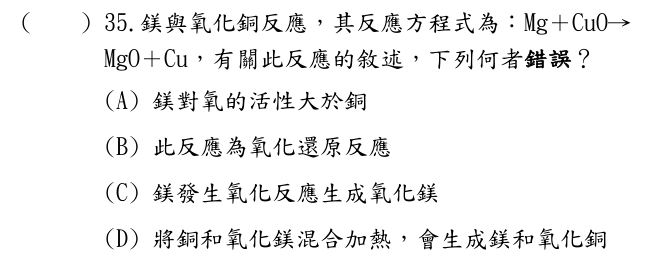 (　　) 35. 鎂與氧化銅反應，其反應方程式為：Mg＋CuO→
MgO＋Cu，有關此反應的敘述，下列何者錯誤？
(A) 鎂對氧的活性大於銅
(B) 此反應為氧化還原反應
(C) 鎂發生氧化反應生成氧化鎂
(D) 將銅和氧化鎂混合加熱，會生成鎂和氧化銅